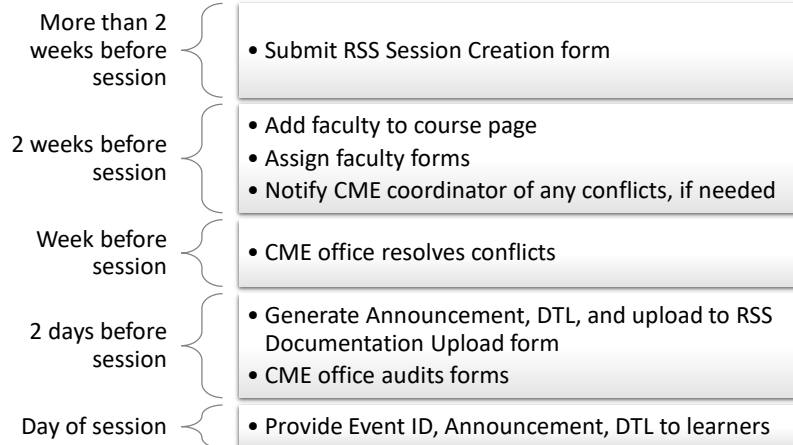 More than 2
weeks before
session
• Submit RSS Session Creation form
2 weeks before
session
• Add faculty to course page
• Assign faculty forms
• Notify CME coordinator of any conflicts, if needed
Week before
session
• CME office resolves conflicts
2 days before
session
• Generate Announcement, DTL, and upload to RSS
Documentation Upload form
• CME office audits forms
Day of session
• Provide Event ID, Announcement, DTL to learners